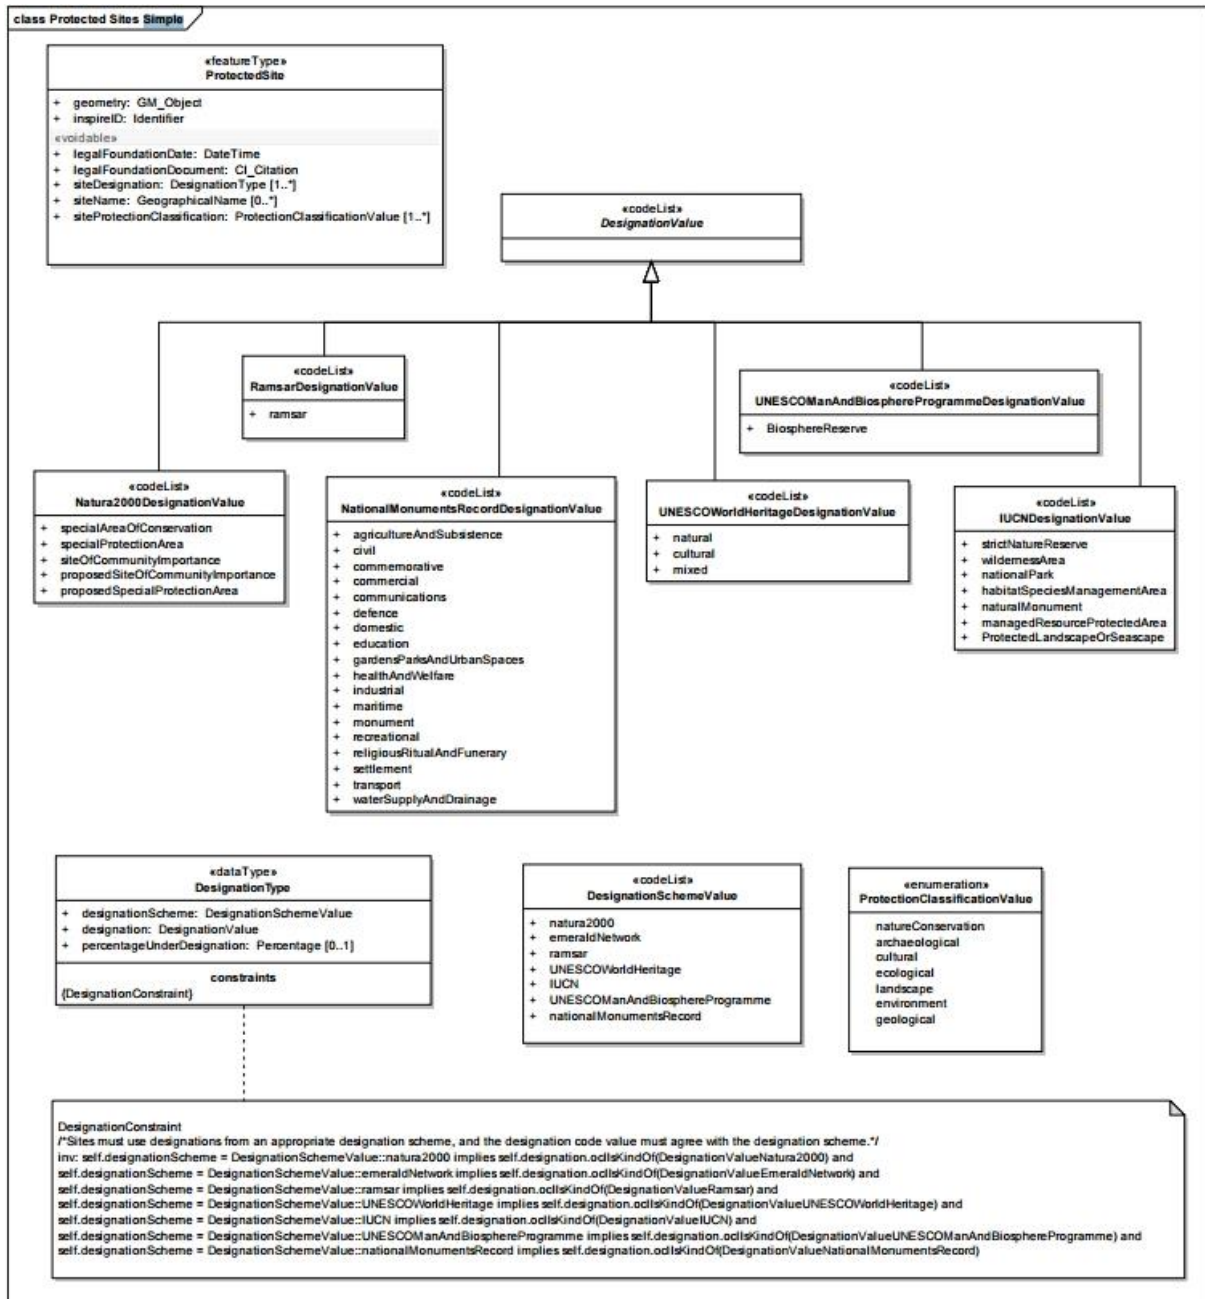 class Protected Sites Simple
«featureType»
ProtectedSite
+ geometry: GM_Object
+ inspireID: Identifier
«voidable»
+ legalFoundationDate: DateTime
+ legalFoundationDocument: CI_Citation
+ siteDesignation: DesignationType [1..*]
+ siteName: GeographicalName [0..*]
+ siteProtectionClassification: ProtectionClassificationValue [1..*]
«codeList»
DesignationValue
«codeList»
RamsarDesignationValue
+ ramsar
«codeList»
UNESCOManAndBiosphereProgrammeDesignationValue
+ BiosphereReserve
«codeList»
Natura2000DesignationValue
+ specialAreaOfConservation
+ specialProtectionArea
+ siteOfCommunityImportance
+ proposedSiteOfCommunityImportance
+ proposedSpecialProtectionArea
«codeList»
NationalMonumentsRecordDesignationValue
+ agricultureAndSubsistence
+ civil
+ commemorative
+ commercial
+ communications
+ defence
+ domestic
+ education
+ gardensParksAndUrbanSpaces
+ healthAndWelfare
+ industrial
+ maritime
+ monument
+ recreational
+ religiousRitualAndFunerary
+ settlement
+ transport
+ waterSupplyAndDrainage
«codeList»
UNESCOWorldHeritageDesignationValue
+ natural
+ cultural
+ mixed
«codeList»
IUCNDesignationValue
+ strictNatureReserve
+ wildernessArea
+ nationalPark
+ habitatSpeciesManagementArea
+ naturalMonument
+ managedResourceProtectedArea
+ ProtectedLandscapeOrSeascape
«dataType»
DesignationType
+ designationScheme: DesignationSchemeValue
+ designation: DesignationValue
+ percentageUnderDesignation: Percentage [0..1]
constraints
{DesignationConstraint}
«codeList»
DesignationSchemeValue
+ natura2000
+ emeraldNetwork
+ ramsar
+ UNESCOWorldHeritage
+ IUCN
+ UNESCOManAndBiosphereProgramme
+ nationalMonumentsRecord
«enumeration»
ProtectionClassificationValue
natureConservation
archaeological
cultural
ecological
landscape
environment
geological
DesignationConstraint
/*Sites must use designations from an appropriate designation scheme, and the designation code value must agree with the designation scheme.*/
inv: self.designationScheme = DesignationSchemeValue::natura2000 implies self.designation.oclIsKindOf(DesignationValueNatura2000) and
self.designationScheme = DesignationSchemeValue::emeraldNetwork implies self.designation.oclIsKindOf(DesignationValueEmeraldNetwork) and
self.designationScheme = DesignationSchemeValue::ramsar implies self.designation.oclIsKindOf(DesignationValueRamsar) and
self.designationScheme = DesignationSchemeValue::UNESCOWorldHeritage implies self.designation.oclIsKindOf(DesignationValueUNESCOWorldHeritage) and
self.designationScheme = DesignationSchemeValue::IUCN implies self.designation.oclIsKindOf(DesignationValueIUCN) and
self.designationScheme = DesignationSchemeValue::UNESCOManAndBiosphereProgramme implies self.designation.oclIsKindOf(DesignationValueUNESCOManAndBiosphereProgramme) and
self.designationScheme = DesignationSchemeValue::nationalMonumentsRecord implies self.designation.oclIsKindOf(DesignationValueNationalMonumentsRecord)